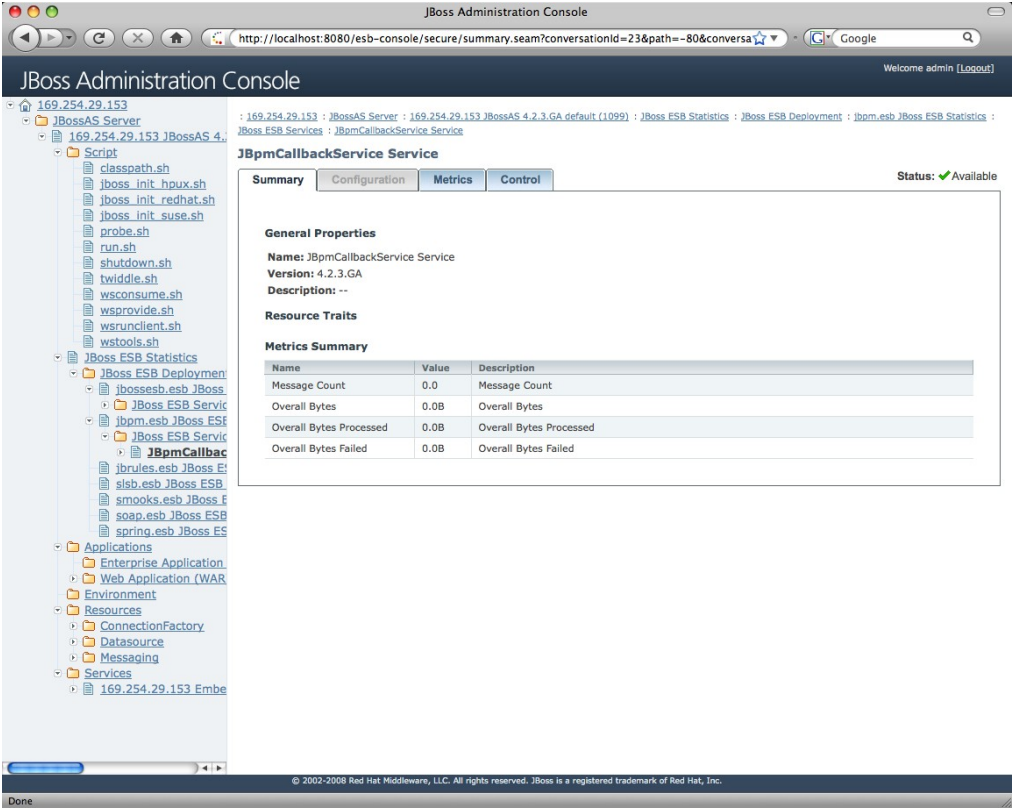 JBoss Administration Console
http://localhost:8080/esb-console/secure/summary.seam?conversationId=23&path=-80&conversa
Google
JBoss Administration Console
Welcome admin [Logout]
169.254.29.153
JBossAS Server
169.254.29.153 JBossAS 4.
Script
classpath.sh
jboss_init_hpux.sh
jboss_init_redhat.sh
jboss_init_suse.sh
probe.sh
run.sh
shutdown.sh
twiddle.sh
wsconsume.sh
wsprovide.sh
wsrunclient.sh
wstools.sh
JBoss ESB Statistics
JBoss ESB Deployment
jbossesb.esb JBoss
JBoss ESB Servic
jbpm.esb JBoss ESB
JBoss ESB Servic
JBpmCallbac
jbrules.esb JBoss ES
slsb.esb JBoss ESB
smooks.esb JBoss E
soap.esb JBoss ESB
spring.esb JBoss ES
Applications
Enterprise Application
Web Application (WAR
Environment
Resources
ConnectionFactory
Datasource
Messaging
Services
169.254.29.153 Embe
: 169.254.29.153 : JBossAS Server : 169.254.29.153 JBossAS 4.2.3.GA default (1099) : JBoss ESB Statistics : JBoss ESB Deployment : jbpm.esb JBoss ESB Statistics :
JBoss ESB Services : JBpmCallbackService Service
JBpmCallbackService Service
Summary Configuration Metrics Control
Status: Available
General Properties
Name: JBpmCallbackService Service
Version: 4.2.3.GA
Description: --
Resource Traits
Metrics Summary
Name Value Description
Message Count 0.0 Message Count
Overall Bytes 0.0B Overall Bytes
Overall Bytes Processed 0.0B Overall Bytes Processed
Overall Bytes Failed 0.0B Overall Bytes Failed
© 2002-2008 Red Hat Middleware, LLC. All rights reserved. JBoss is a registered trademark of Red Hat, Inc.
Done